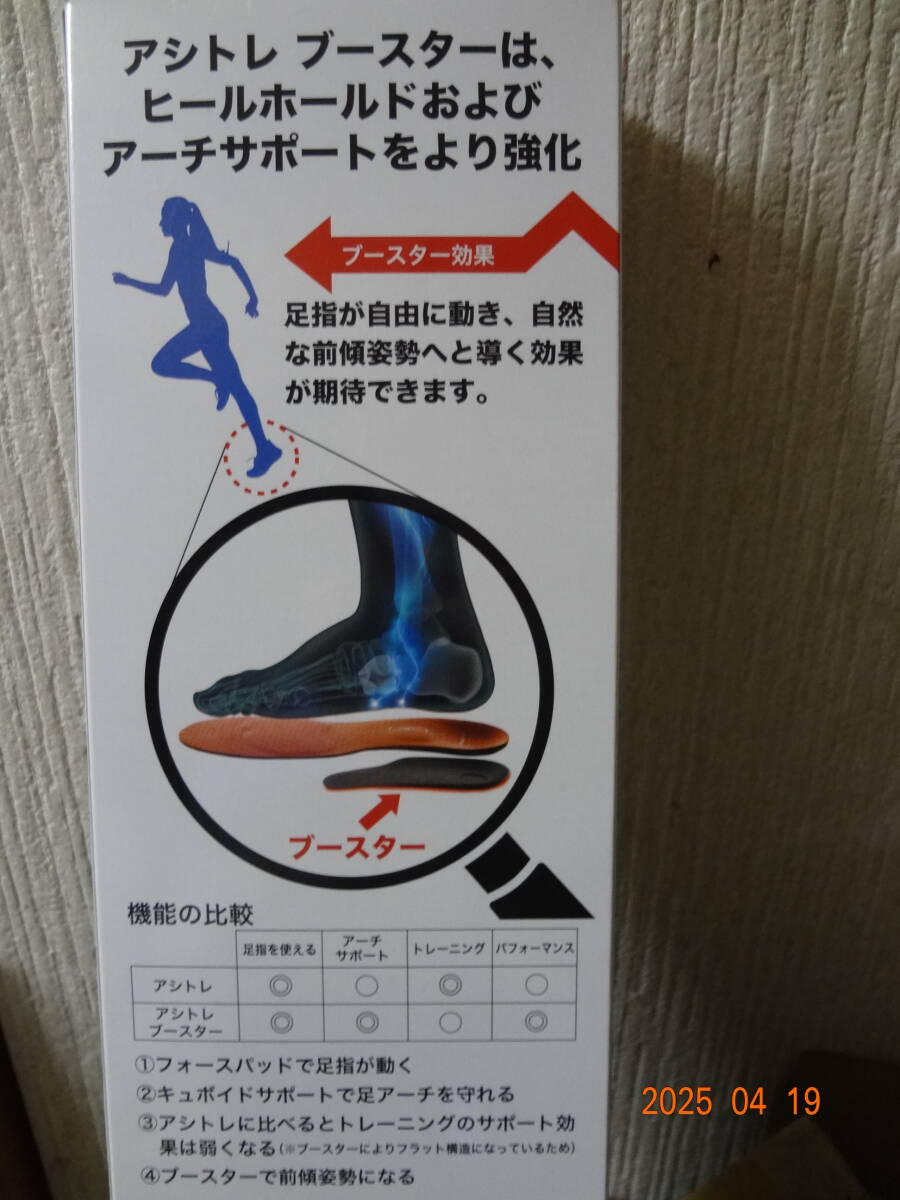 アシトレ ブースターは、
ヒールホールドおよび
アーチサポートをより強化
ブースター効果
足指が自由に動き、自然
な前傾姿勢へと導く効果
が期待できます。
ブースター
機能の比較
足指を使える アーチサポート トレーニング パフォーマンス
アシトレ ◎ ○ ◎ ○
アシトレブースター ◎ ◎ ○ ◎
①フォースパッドで足指が動く
②キュボイドサポートで足アーチを守れる
③アシトレに比べるとトレーニングのサポート効
果は弱くなる(※ブースターによりフラット構造になっているため)
④ブースターで前傾姿勢になる
2025 04 19